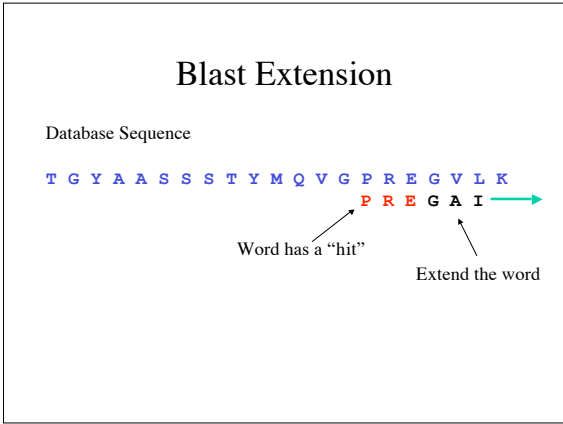 Blast Extension
Database Sequence
T G Y A A S S S T Y M Q V G P R E G V L K
P R E G A I
Word has a “hit”
Extend the word